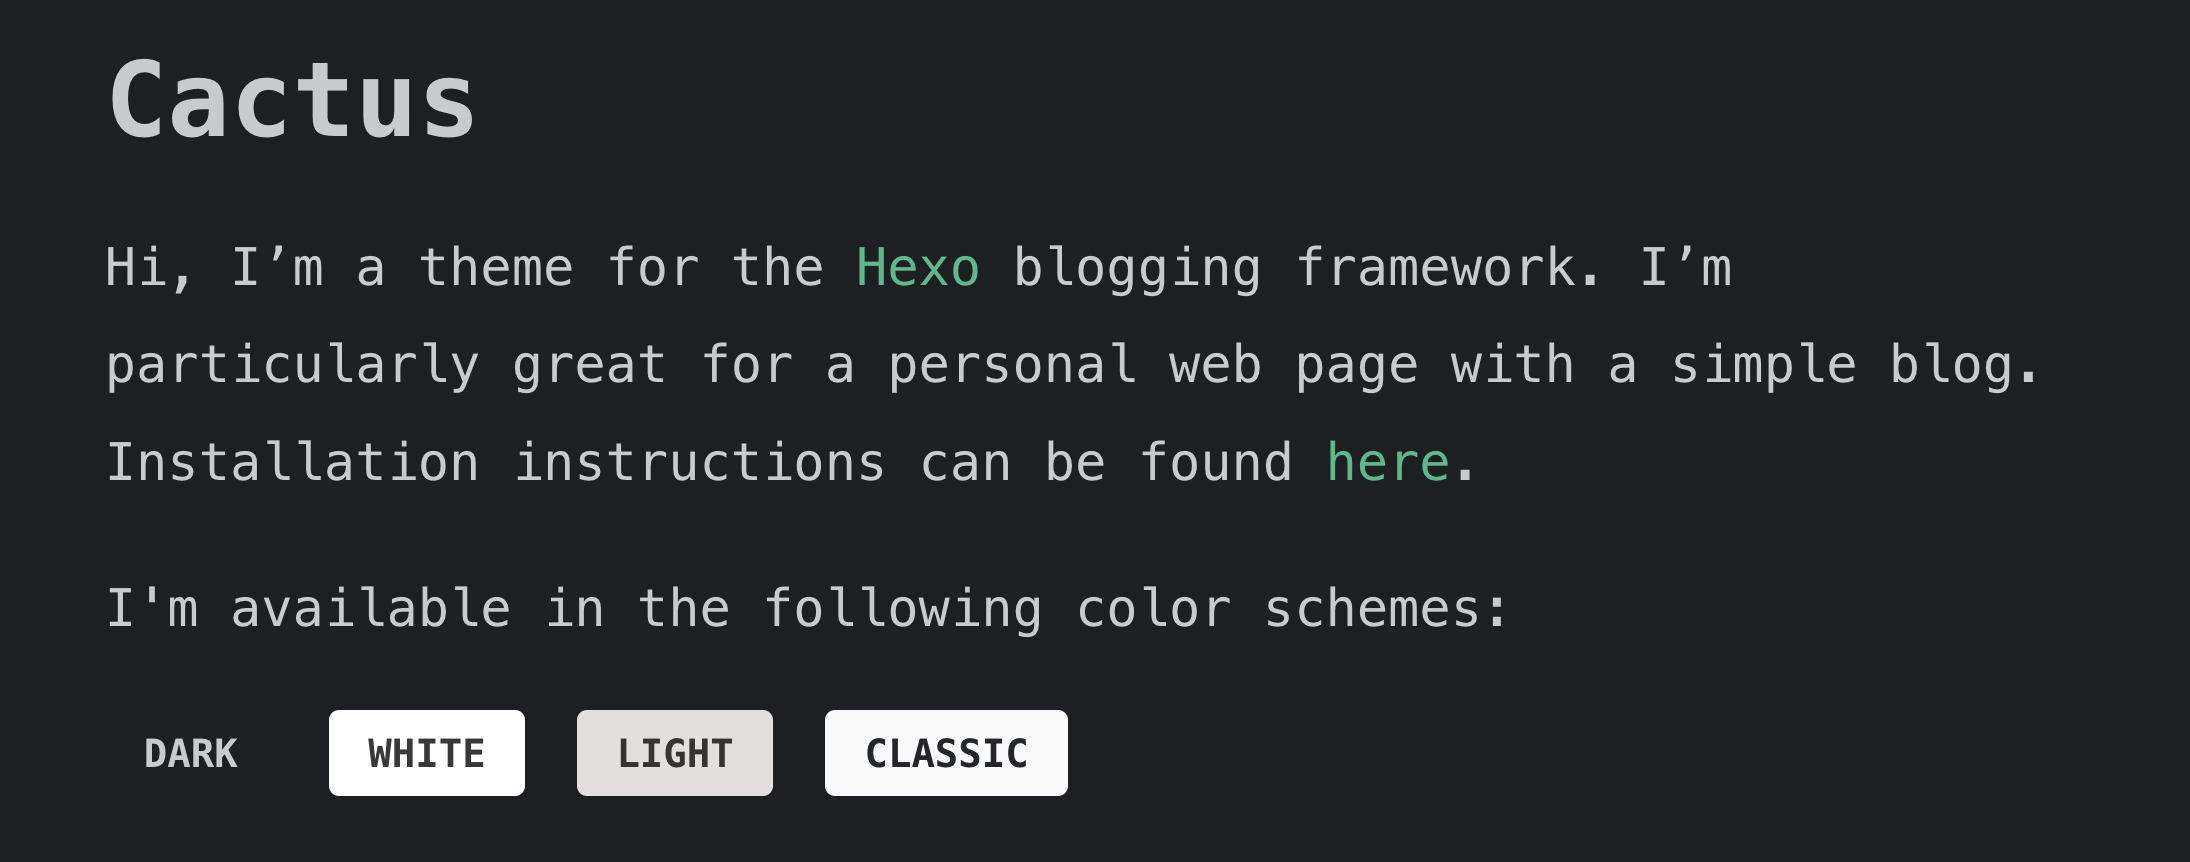 Cactus
Hi, I’m a theme for the Hexo blogging framework. I’m
particularly great for a personal web page with a simple blog.
Installation instructions can be found here.
I'm available in the following color schemes:
DARK WHITE LIGHT CLASSIC